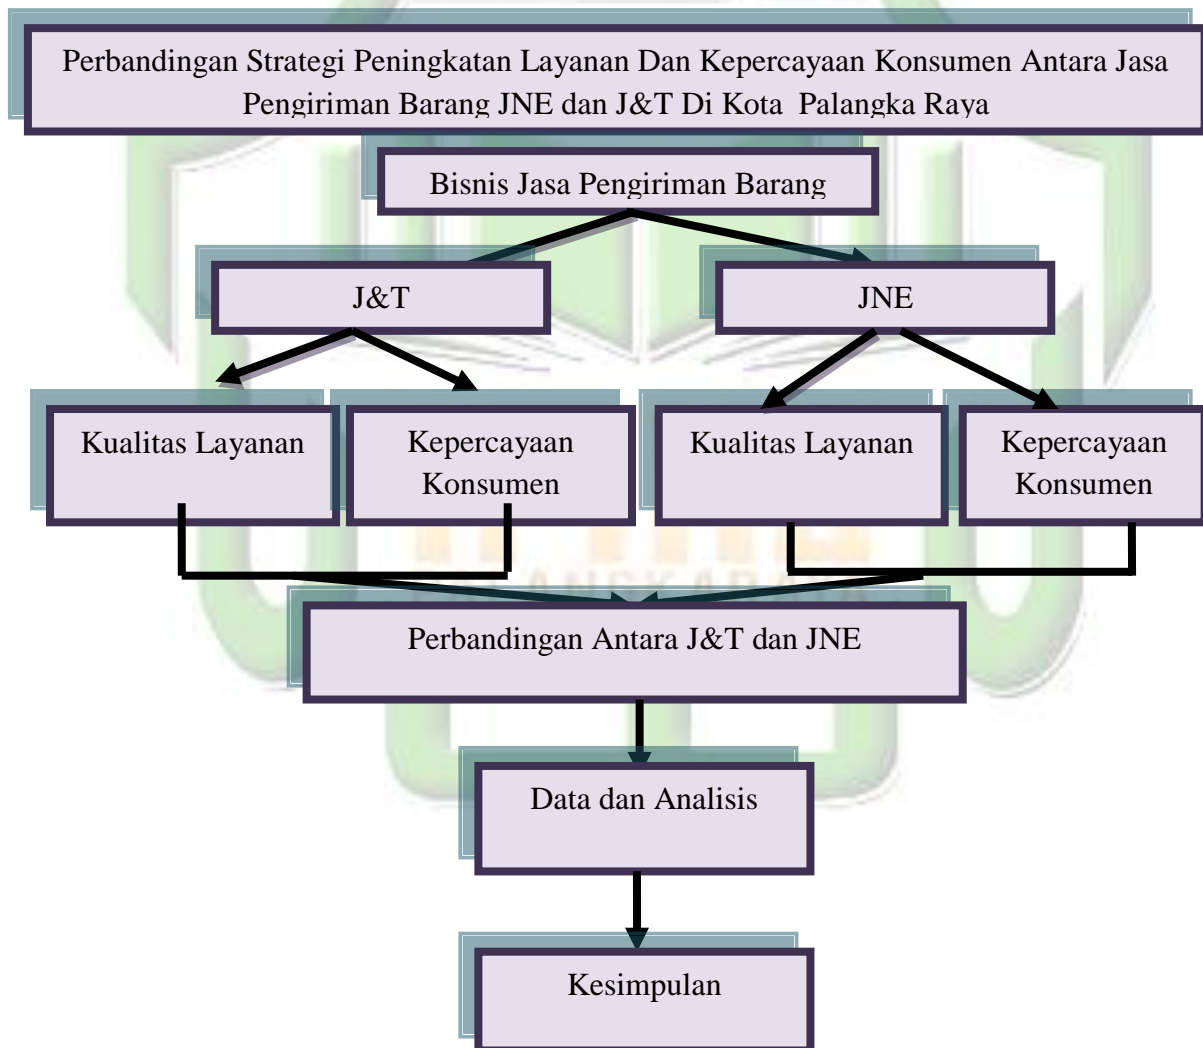 Perbandingan Strategi Peningkatan Layanan Dan Kepercayaan Konsumen Antara Jasa
Pengiriman Barang JNE dan J&T Di Kota Palangka Raya
Bisnis Jasa Pengiriman Barang
J&T
JNE
Kualitas Layanan
Kepercayaan
Konsumen
Kualitas Layanan
Kepercayaan
Konsumen
Perbandingan Antara J&T dan JNE
Data dan Analisis
Kesimpulan